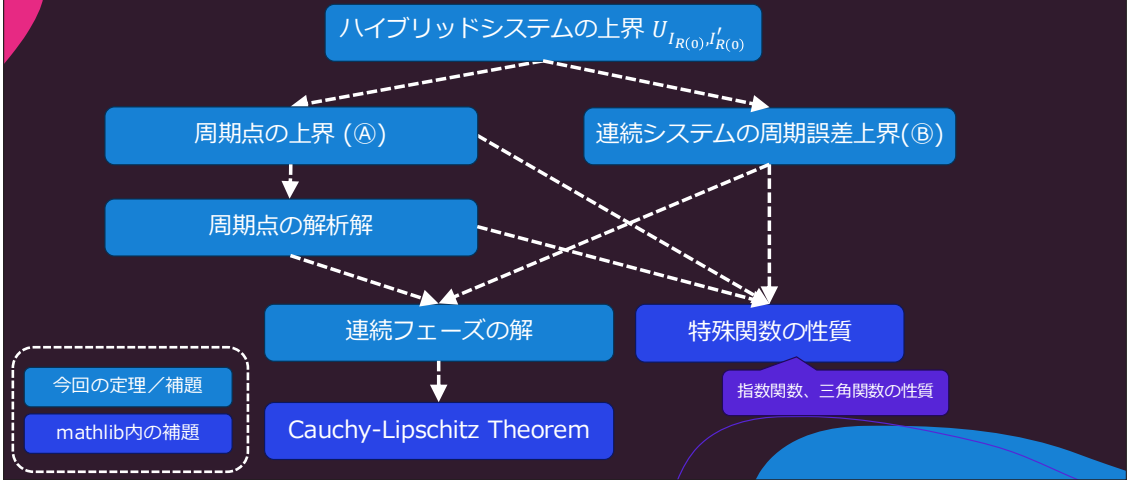 ハイブリッドシステムの上界 $U_{I_{R(0)},I'_{R(0)}}$
周期点の上界 (Ⓐ)
連続システムの周期誤差上界(Ⓑ)
周期点の解析解
連続フェーズの解
特殊関数の性質
今回の定理／補題
指数関数、三角関数の性質
mathlib内の補題
Cauchy-Lipschitz Theorem